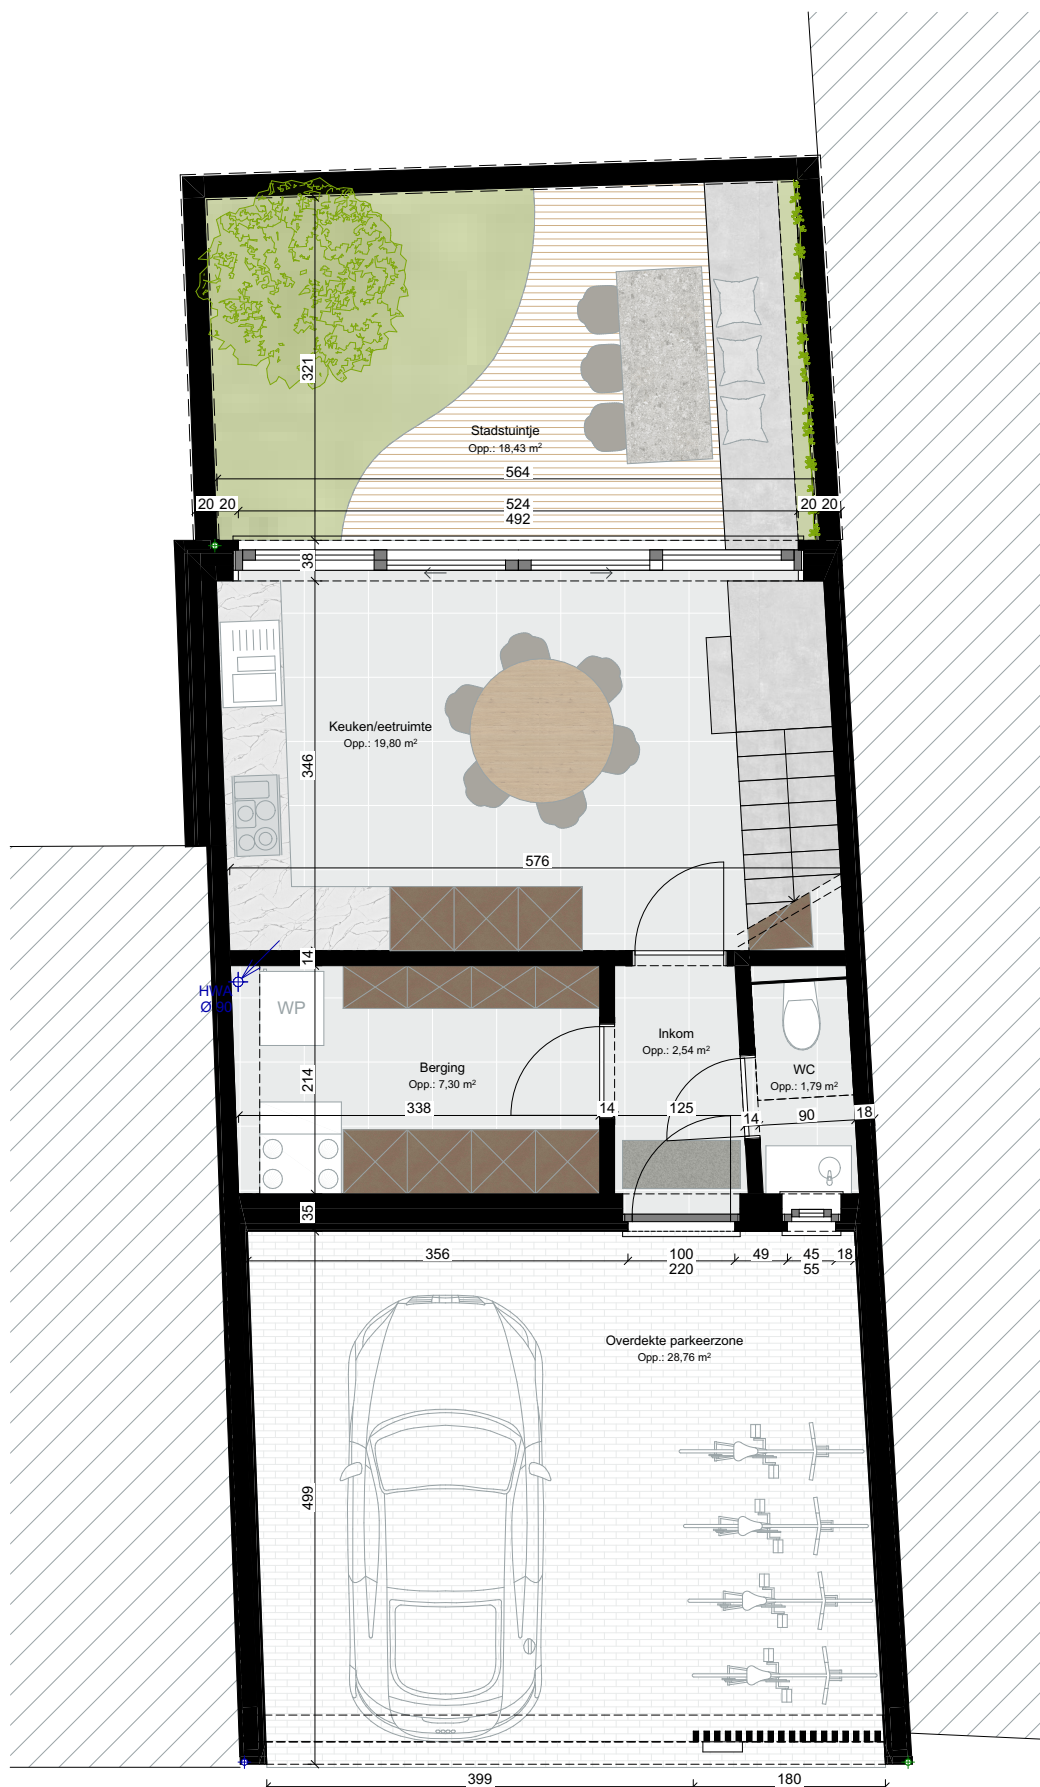 321
Stadstuintje
Opp.: 18,43 m²
564
20 20
524
492
20 20
38
Keuken/eetruimte
Opp.: 19,80 m²
346
576
14
HWA
WP
Inkom
Opp.: 2,54 m²
Berging
Opp.: 7,30 m²
WC
Opp.: 1,79 m²
214
338
14
125
14
90
18
35
356
100
220
49
45
55
18
Overdekte parkeerzone
Opp.: 28,76 m²
499
399
180